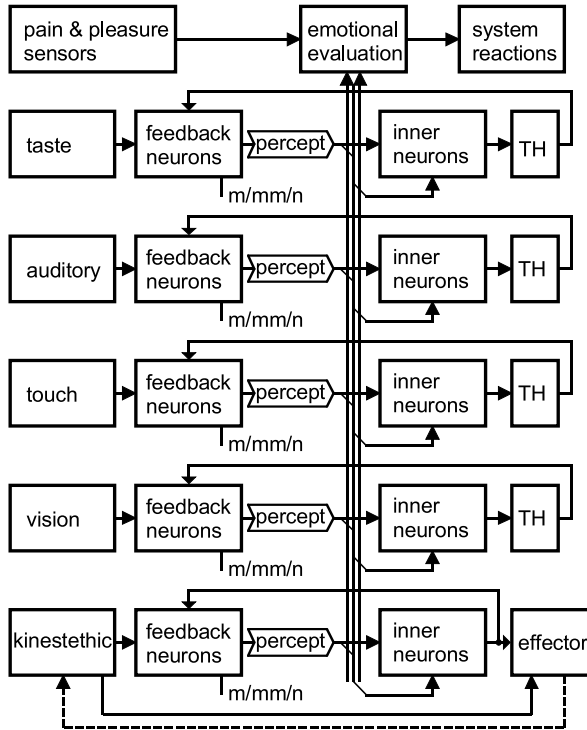 pain & pleasure
sensors
emotional
evaluation
system
reactions
taste
feedback
neurons
percept
inner
neurons
TH
m/mm/n
auditory
feedback
neurons
percept
inner
neurons
TH
m/mm/n
touch
feedback
neurons
percept
inner
neurons
TH
m/mm/n
vision
feedback
neurons
percept
inner
neurons
TH
m/mm/n
kinestethic
feedback
neurons
percept
inner
neurons
effector
m/mm/n